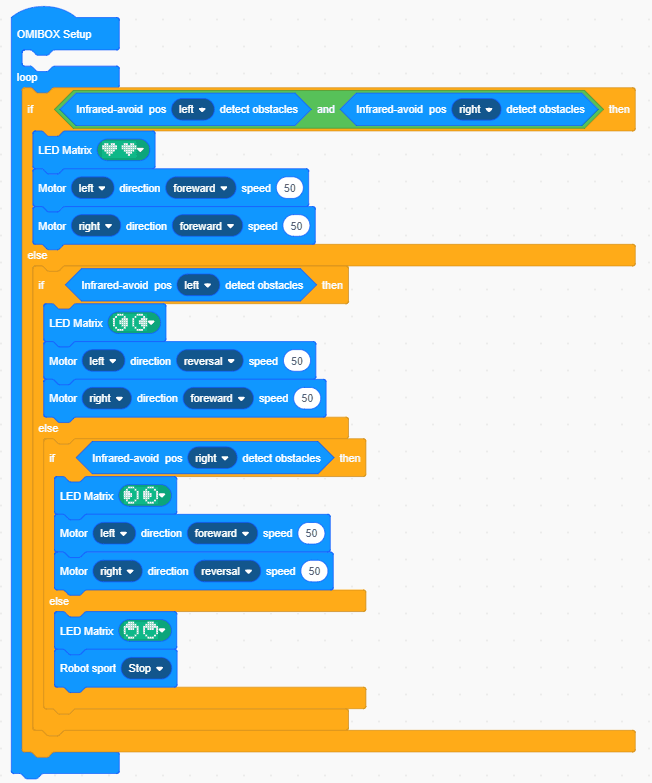 OMIBOX Setup
loop
if Infrared-avoid pos left detect obstacles and Infrared-avoid pos right detect obstacles then
LED Matrix
Motor left direction forward speed 50
Motor right direction forward speed 50
else
if Infrared-avoid pos left detect obstacles then
LED Matrix
Motor left direction reversal speed 50
Motor right direction forward speed 50
else
if Infrared-avoid pos right detect obstacles then
LED Matrix
Motor left direction forward speed 50
Motor right direction reversal speed 50
else
LED Matrix
Robot sport Stop